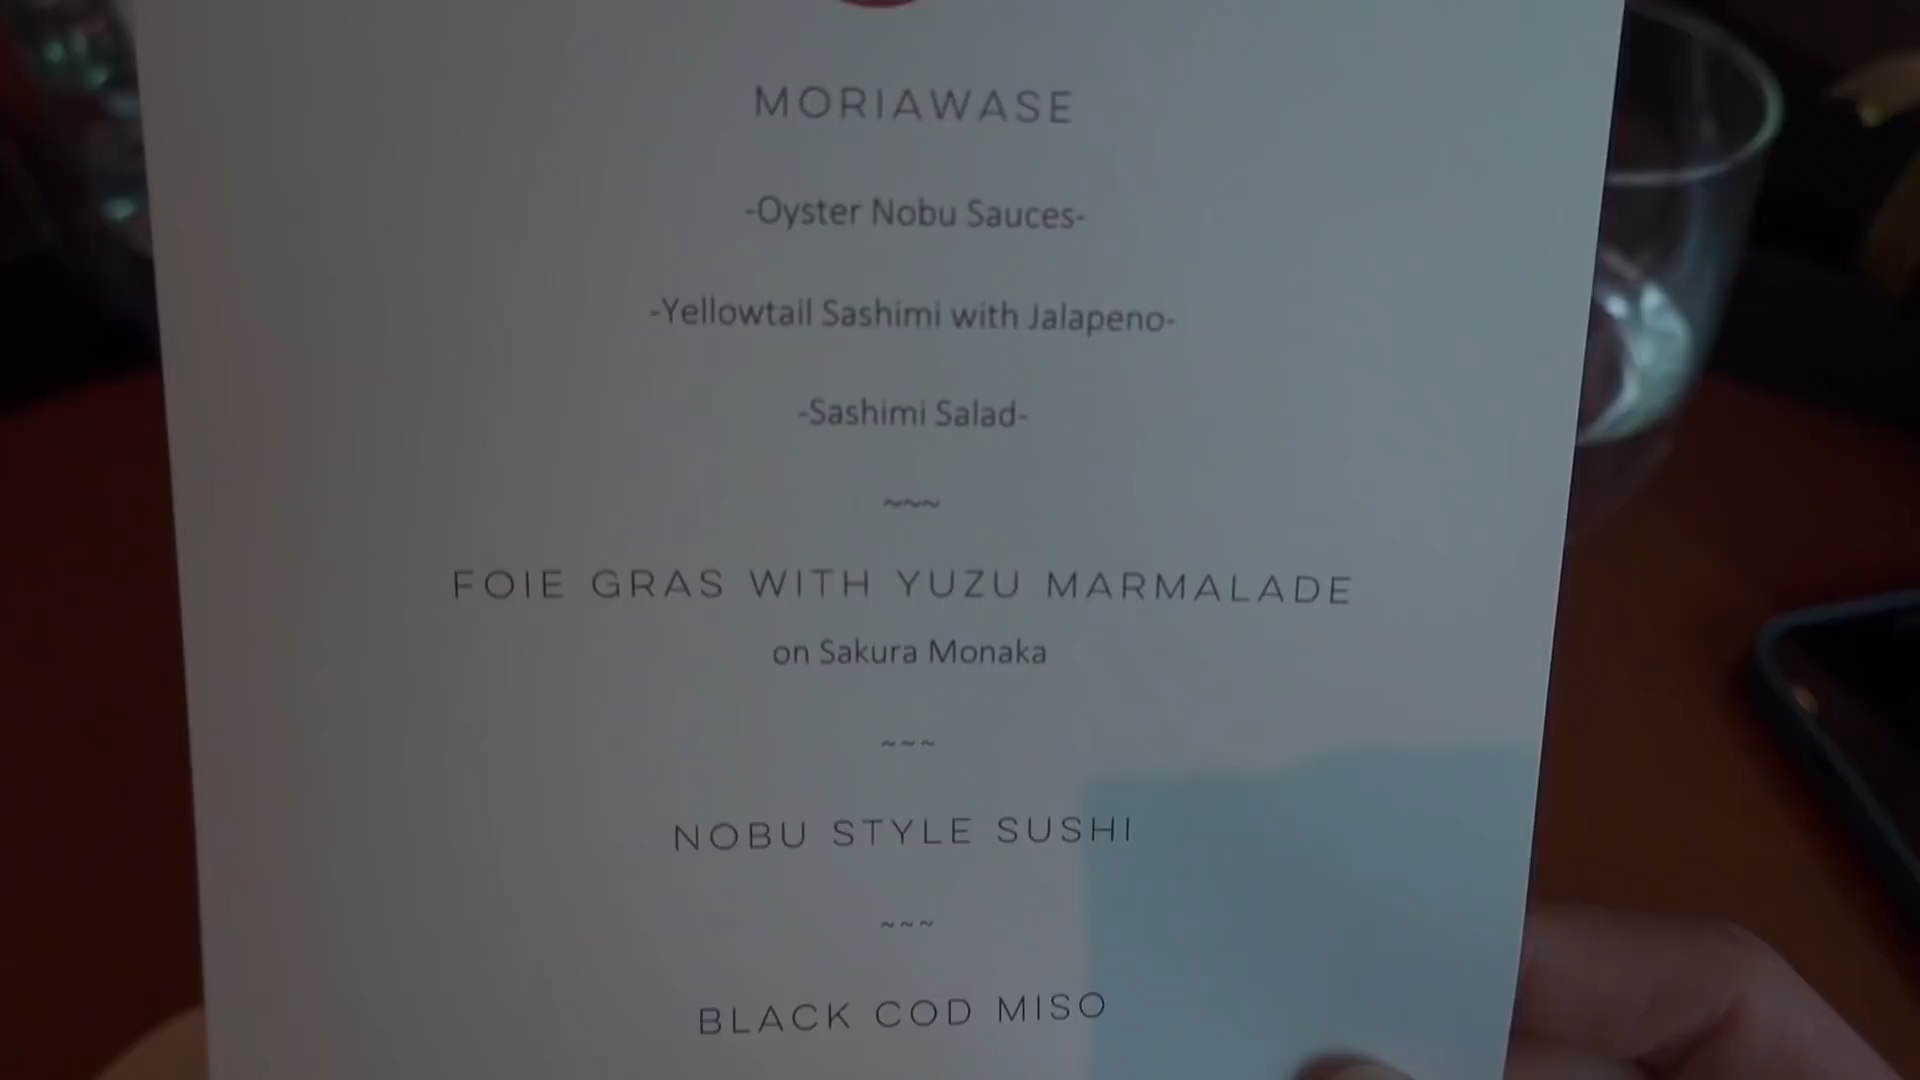 MORIAWASE
-Oyster Nobu Sauces-
-Yellowtail Sashimi with Jalapeno-
-Sashimi Salad-
~~~
FOIE GRAS WITH YUZU MARMALADE
on Sakura Monaka
~~~
NOBU STYLE SUSHI
~~~
BLACK COD MISO